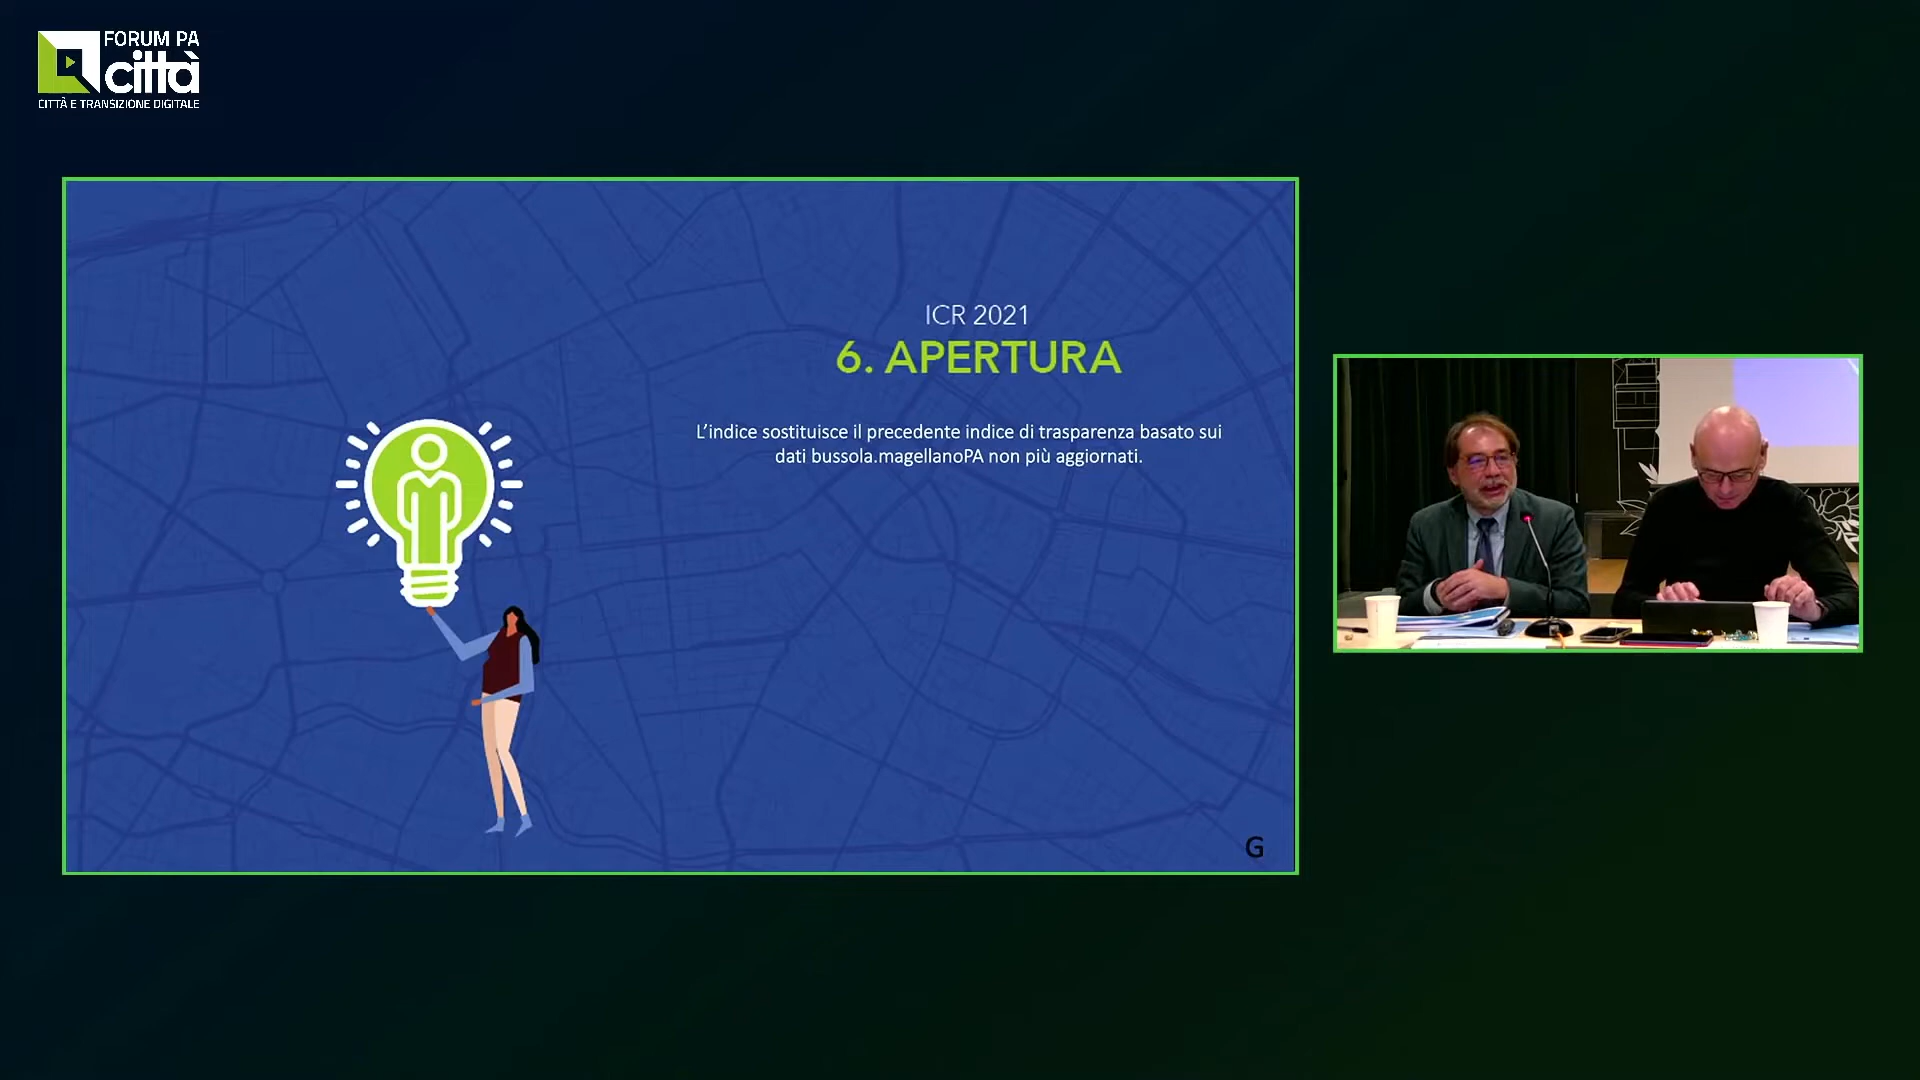 FORUM PA
città
CITTÀ E TRANSIZIONE DIGITALE
ICR 2021
6. APERTURA
L'indice sostituisce il precedente indice di trasparenza basato sui
dati bussola.magellanoPA non più aggiornati.
G